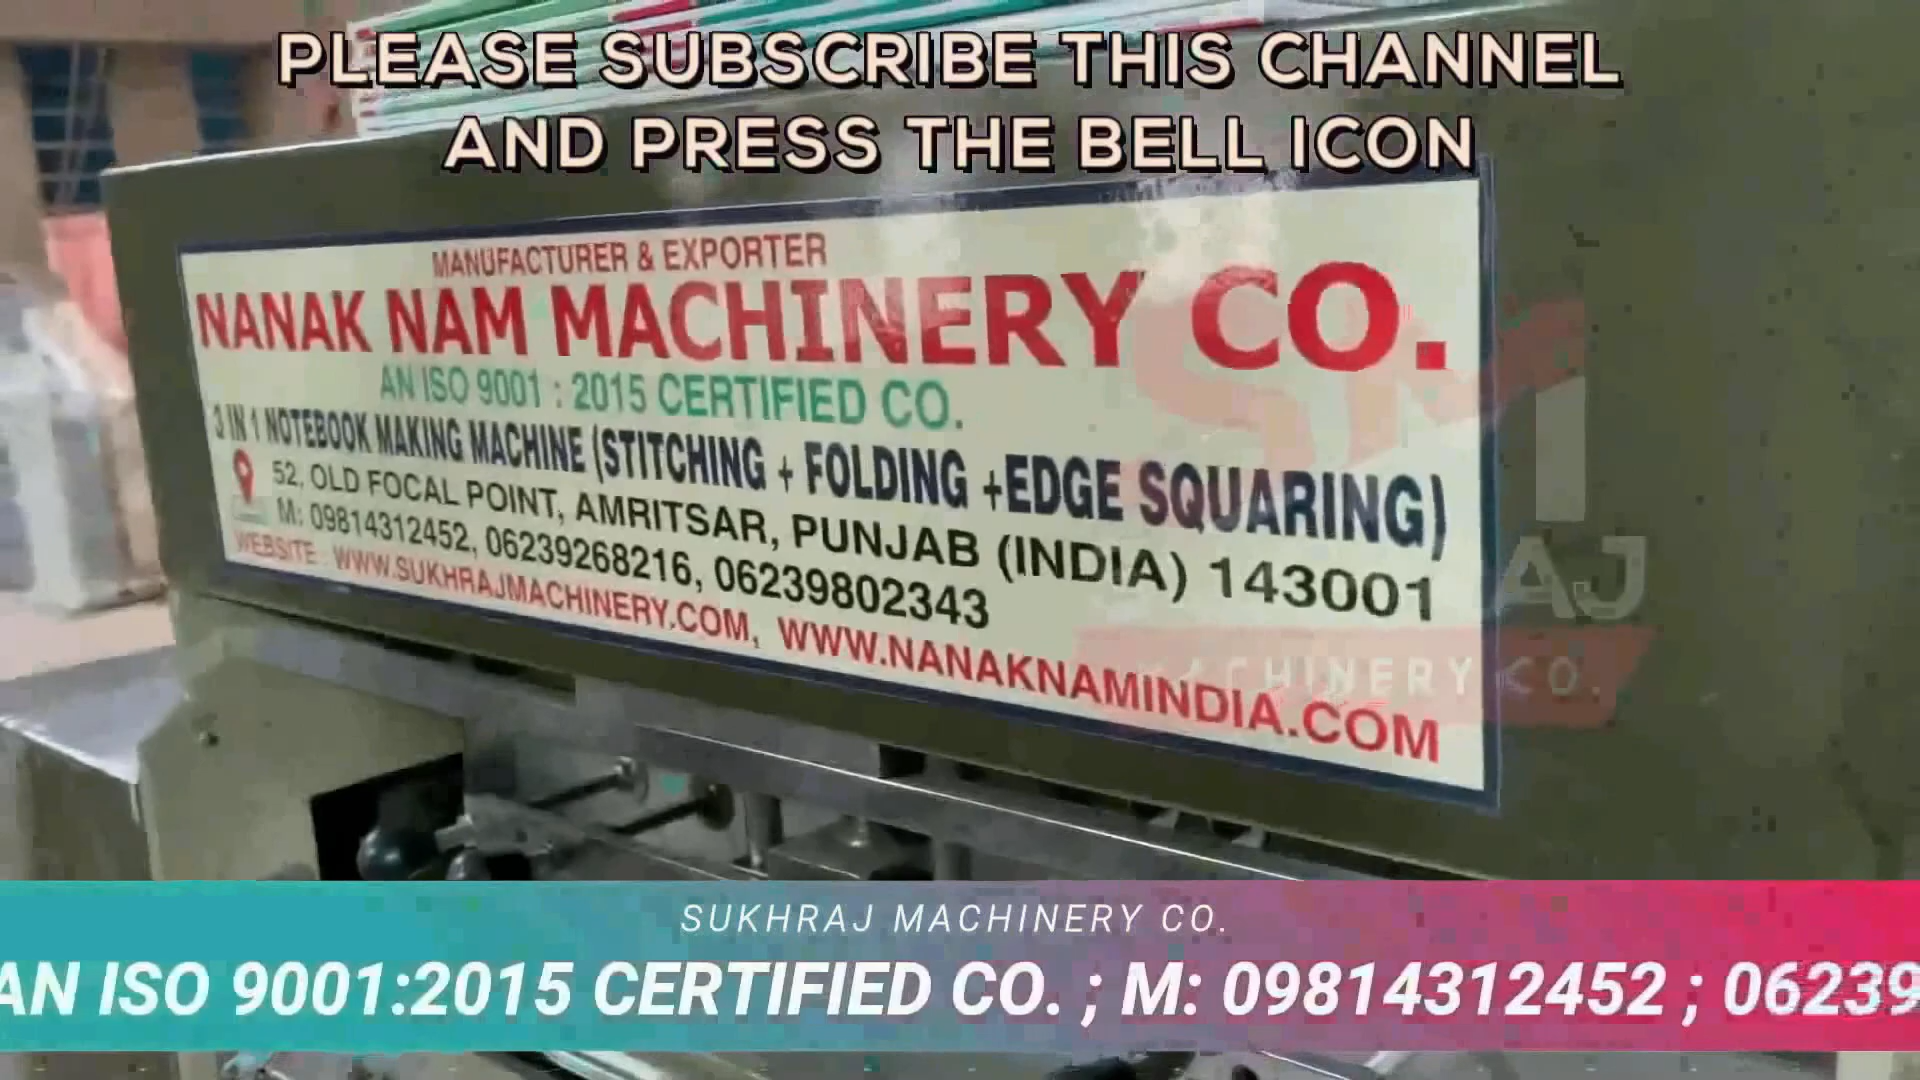 PLEASE SUBSCRIBE THIS CHANNEL
AND PRESS THE BELL ICON
MANUFACTURER & EXPORTER
NANAK NAM MACHINERY CO.
AN ISO 9001 : 2015 CERTIFIED CO.
3 IN 1 NOTEBOOK MAKING MACHINE (STITCHING + FOLDING +EDGE SQUARING)
52, OLD FOCAL POINT, AMRITSAR, PUNJAB (INDIA) 143001
M: 09814312452, 06239268216, 06239802343
WEBSITE : WWW.SUKHRAJMACHINERY.COM, WWW.NANAKNAMINDIA.COM
MACHINERY CO.
SUKHRAJ MACHINERY CO.
AN ISO 9001:2015 CERTIFIED CO. ; M: 09814312452 ; 06239